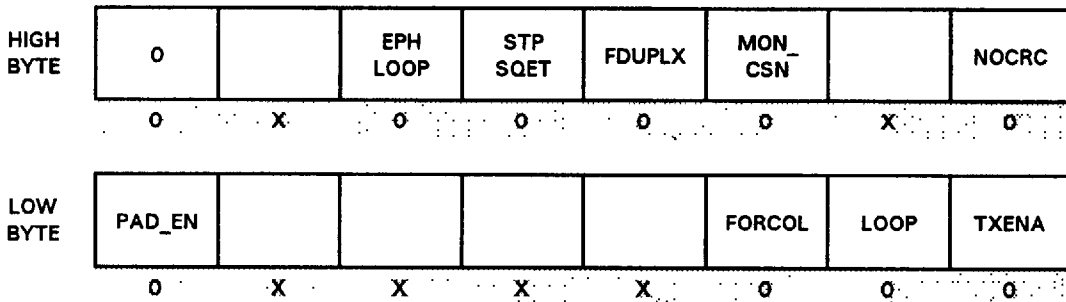 HIGH BYTE 0 EPH LOOP STP SQET FDUPLX MON_ CSN NOCRC
0 X 0 0 0 0 X 0
LOW BYTE PAD_EN FORCOL LOOP TXENA
0 X X X X 0 0 0